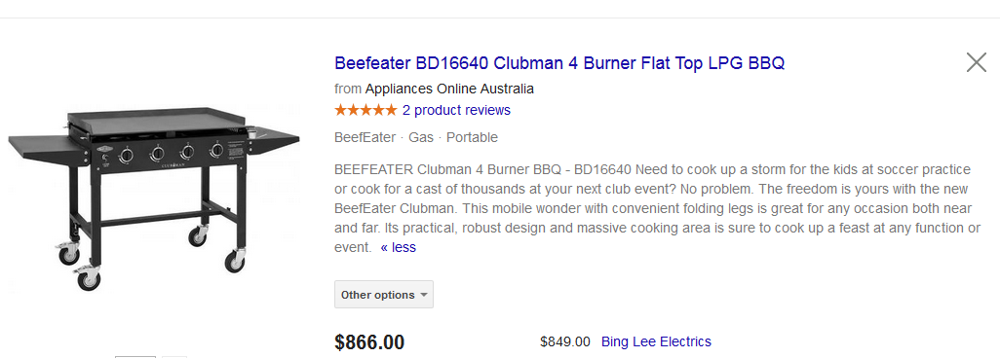 Beefeater BD16640 Clubman 4 Burner Flat Top LPG BBQ
from Appliances Online Australia
2 product reviews
BeefEater · Gas · Portable
BEEFEATER Clubman 4 Burner BBQ - BD16640 Need to cook up a storm for the kids at soccer practice
or cook for a cast of thousands at your next club event? No problem. The freedom is yours with the new
BeefEater Clubman. This mobile wonder with convenient folding legs is great for any occasion both near
and far. Its practical, robust design and massive cooking area is sure to cook up a feast at any function or
event. « less
Other options
$866.00 $849.00 Bing Lee Electrics
CLUBMAN